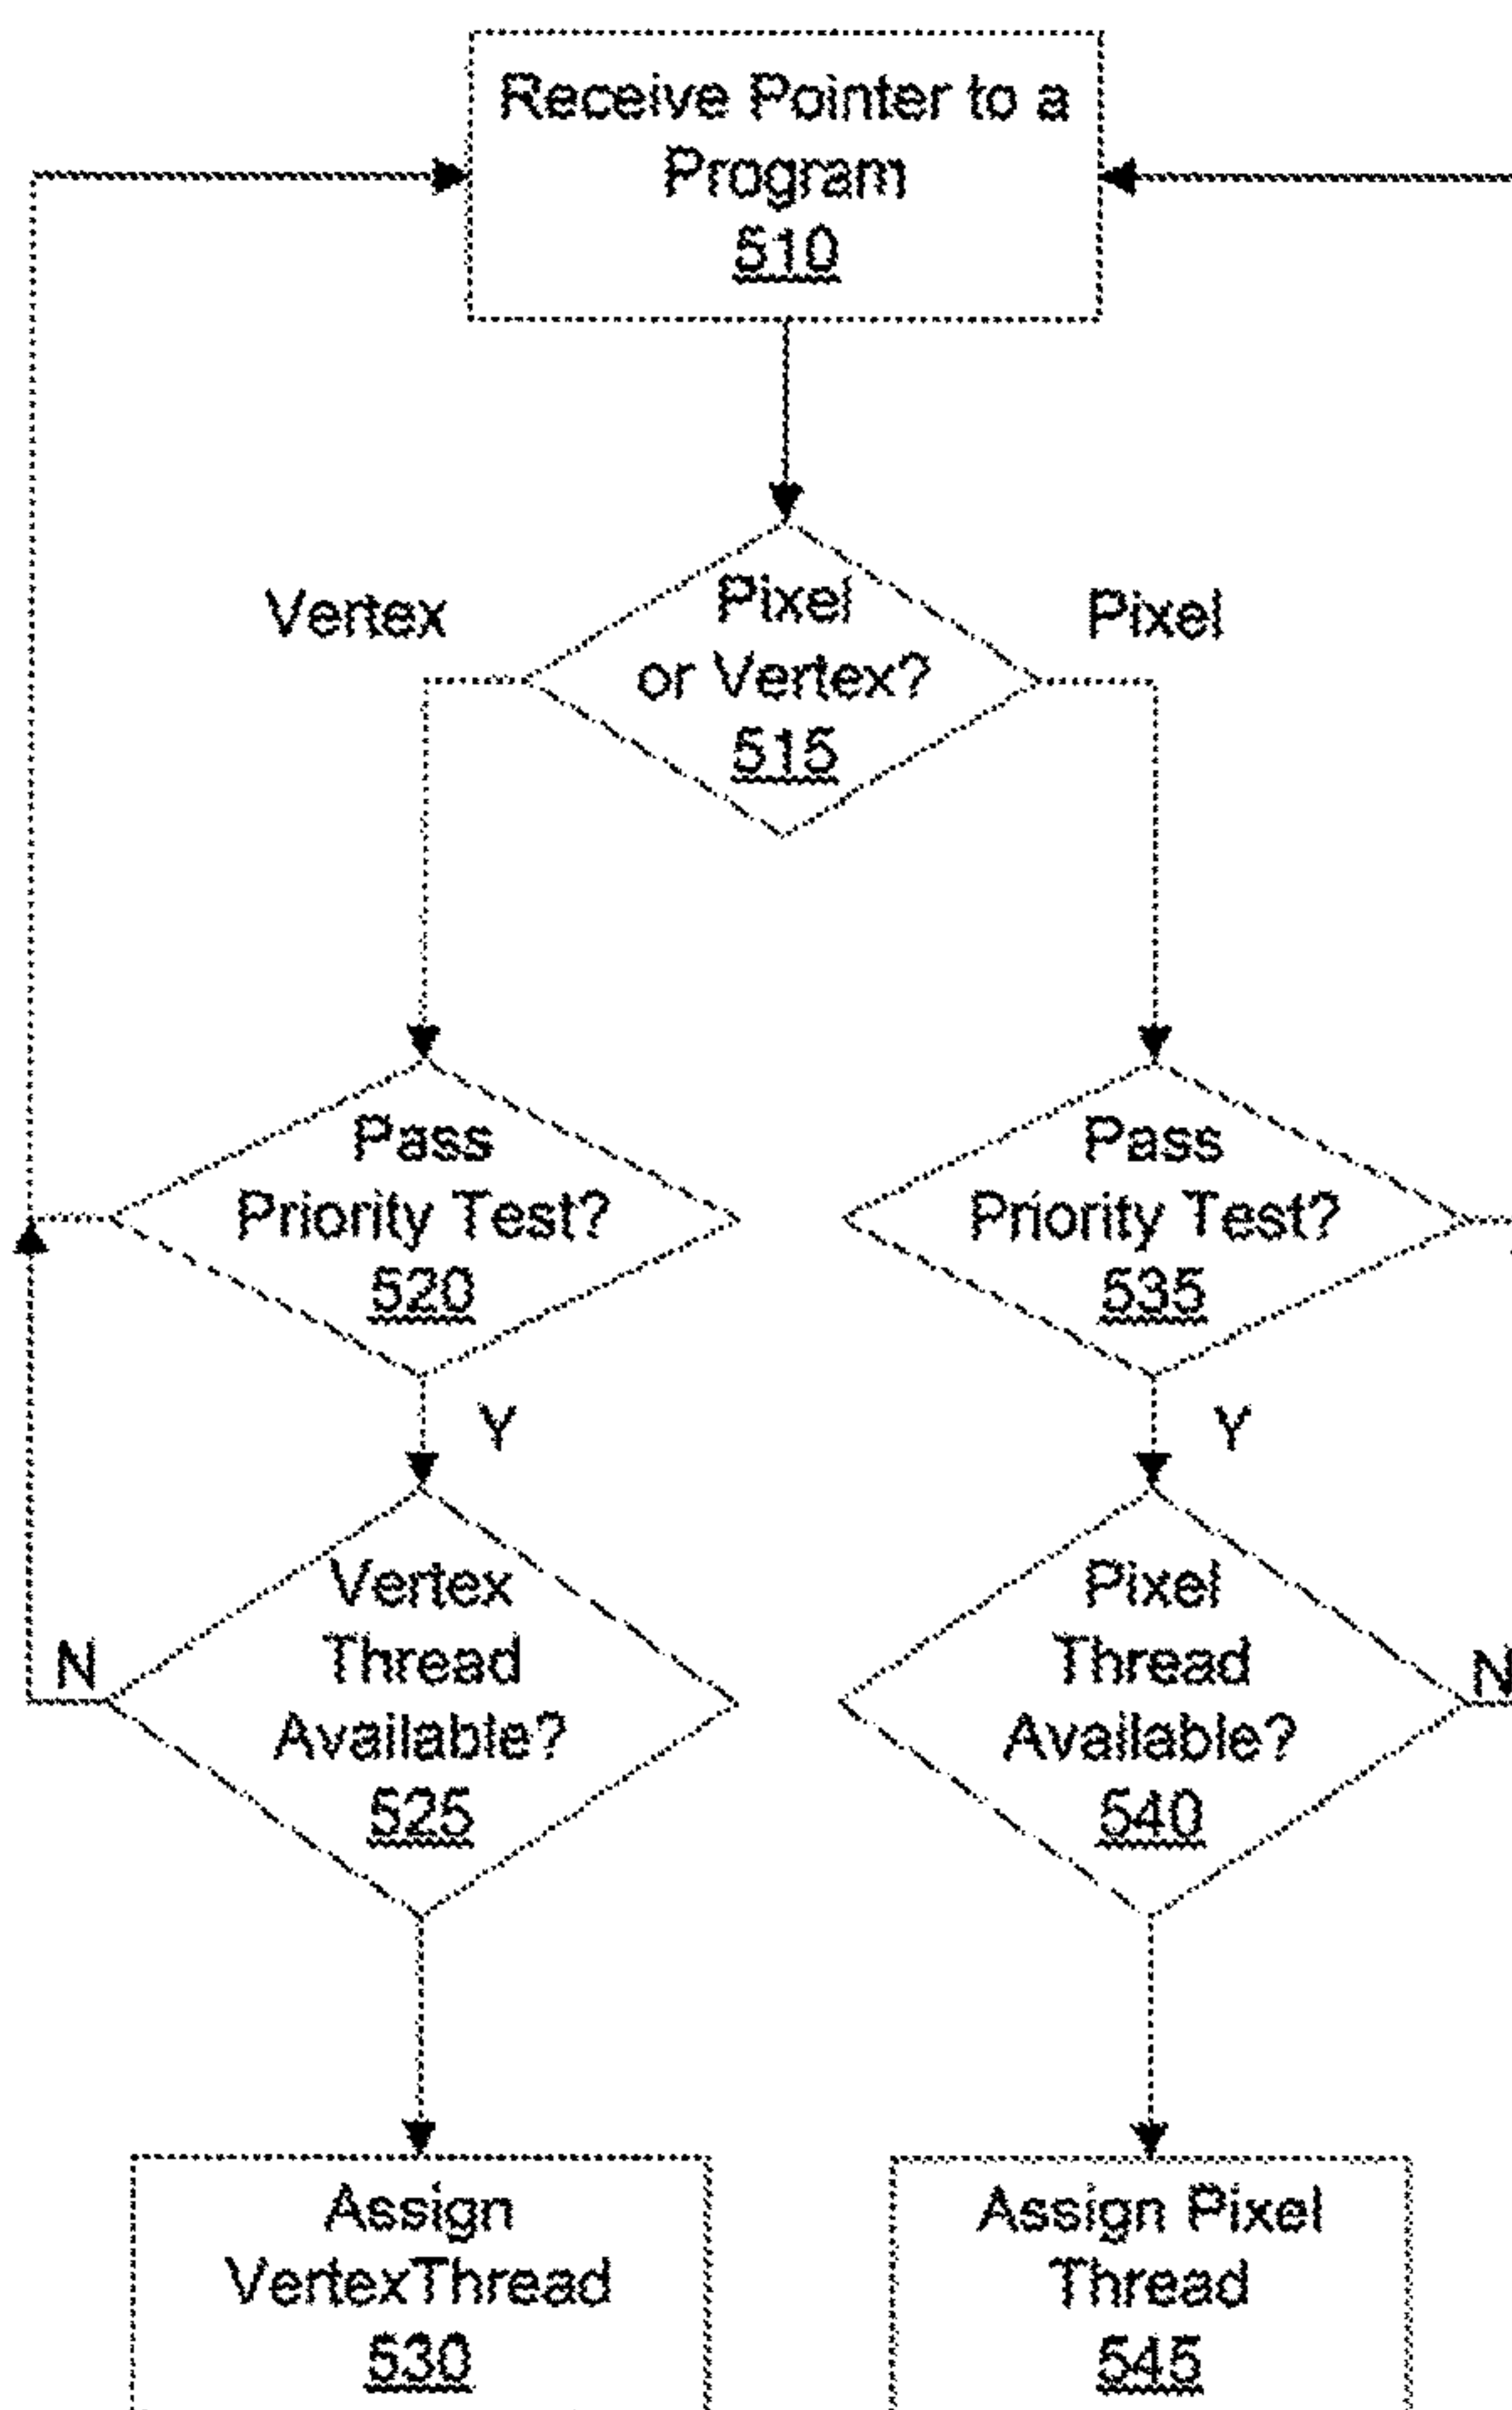 Receive Pointer to a
Program
510
Vertex
Pixel
or Vertex?
515
Pixel
Pass
Priority Test?
520
Pass
Priority Test?
535
Y
Y
Vertex
Thread
Available?
525
N
Pixel
Thread
Available?
540
N
Assign
VertexThread
530
Assign Pixel
Thread
545